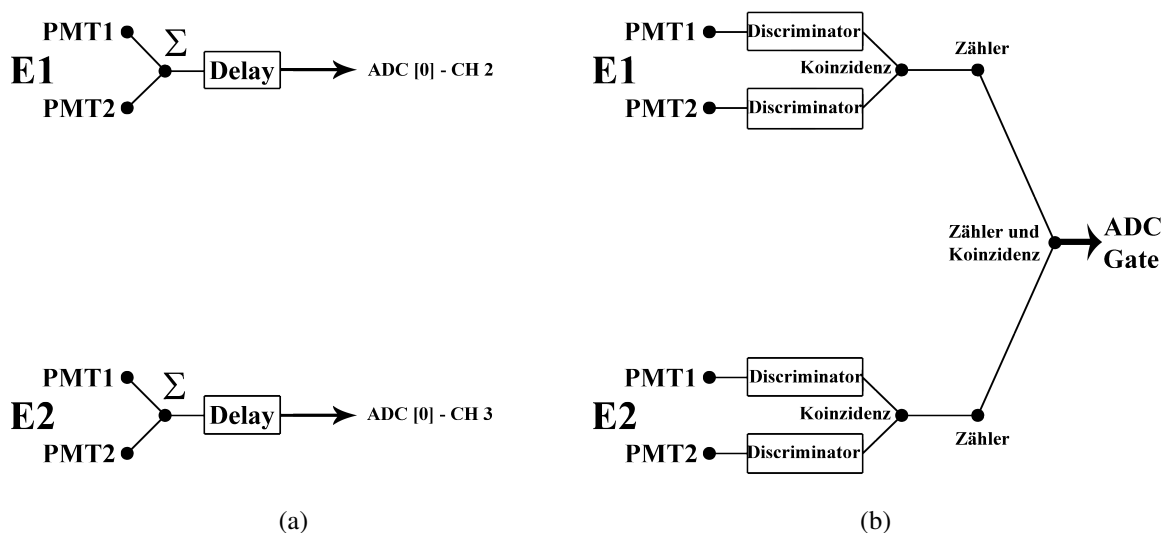 PMT1
E1
PMT2
Σ
Delay
ADC [0] - CH 2
PMT1
E2
PMT2
Σ
Delay
ADC [0] - CH 3
(a)
PMT1
E1
PMT2
Discriminator
Discriminator
Koinzidenz
Zähler
Zähler und
Koinzidenz
ADC
Gate
PMT1
E2
PMT2
Discriminator
Discriminator
Koinzidenz
Zähler
(b)